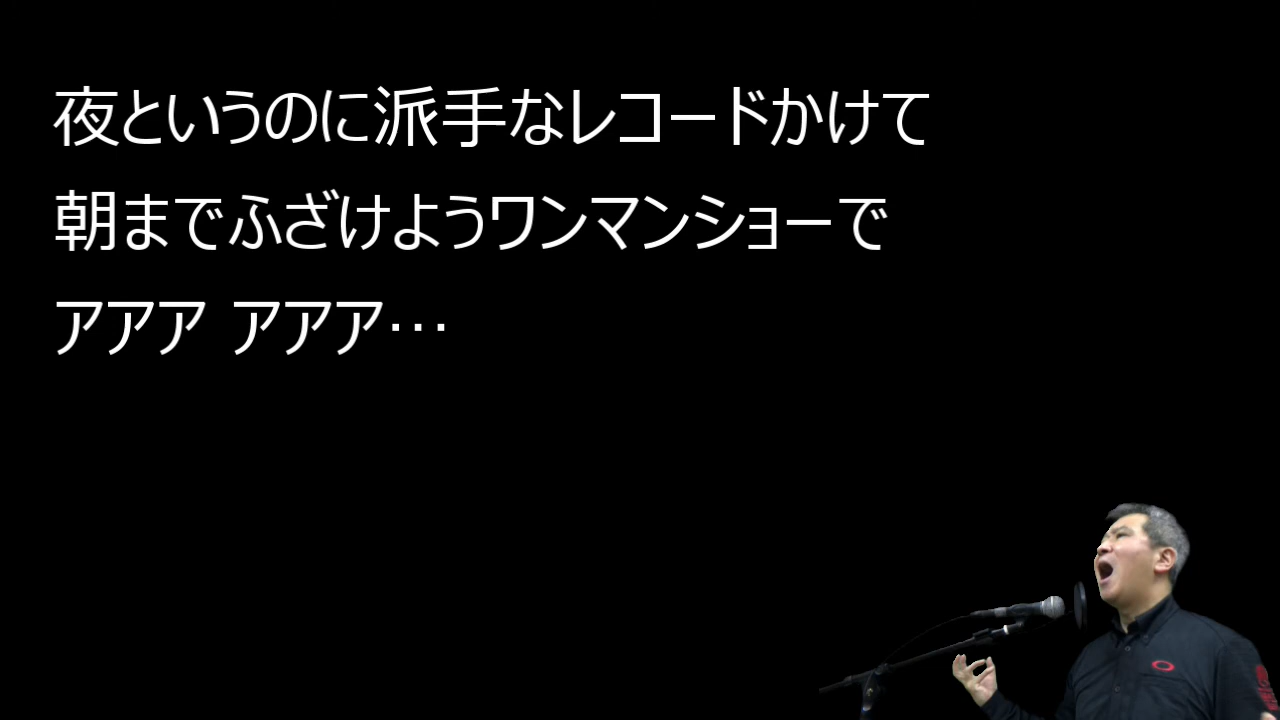 夜というのに派手なレコードかけて
朝までふざけようワンマンショーで
アアア アアア…